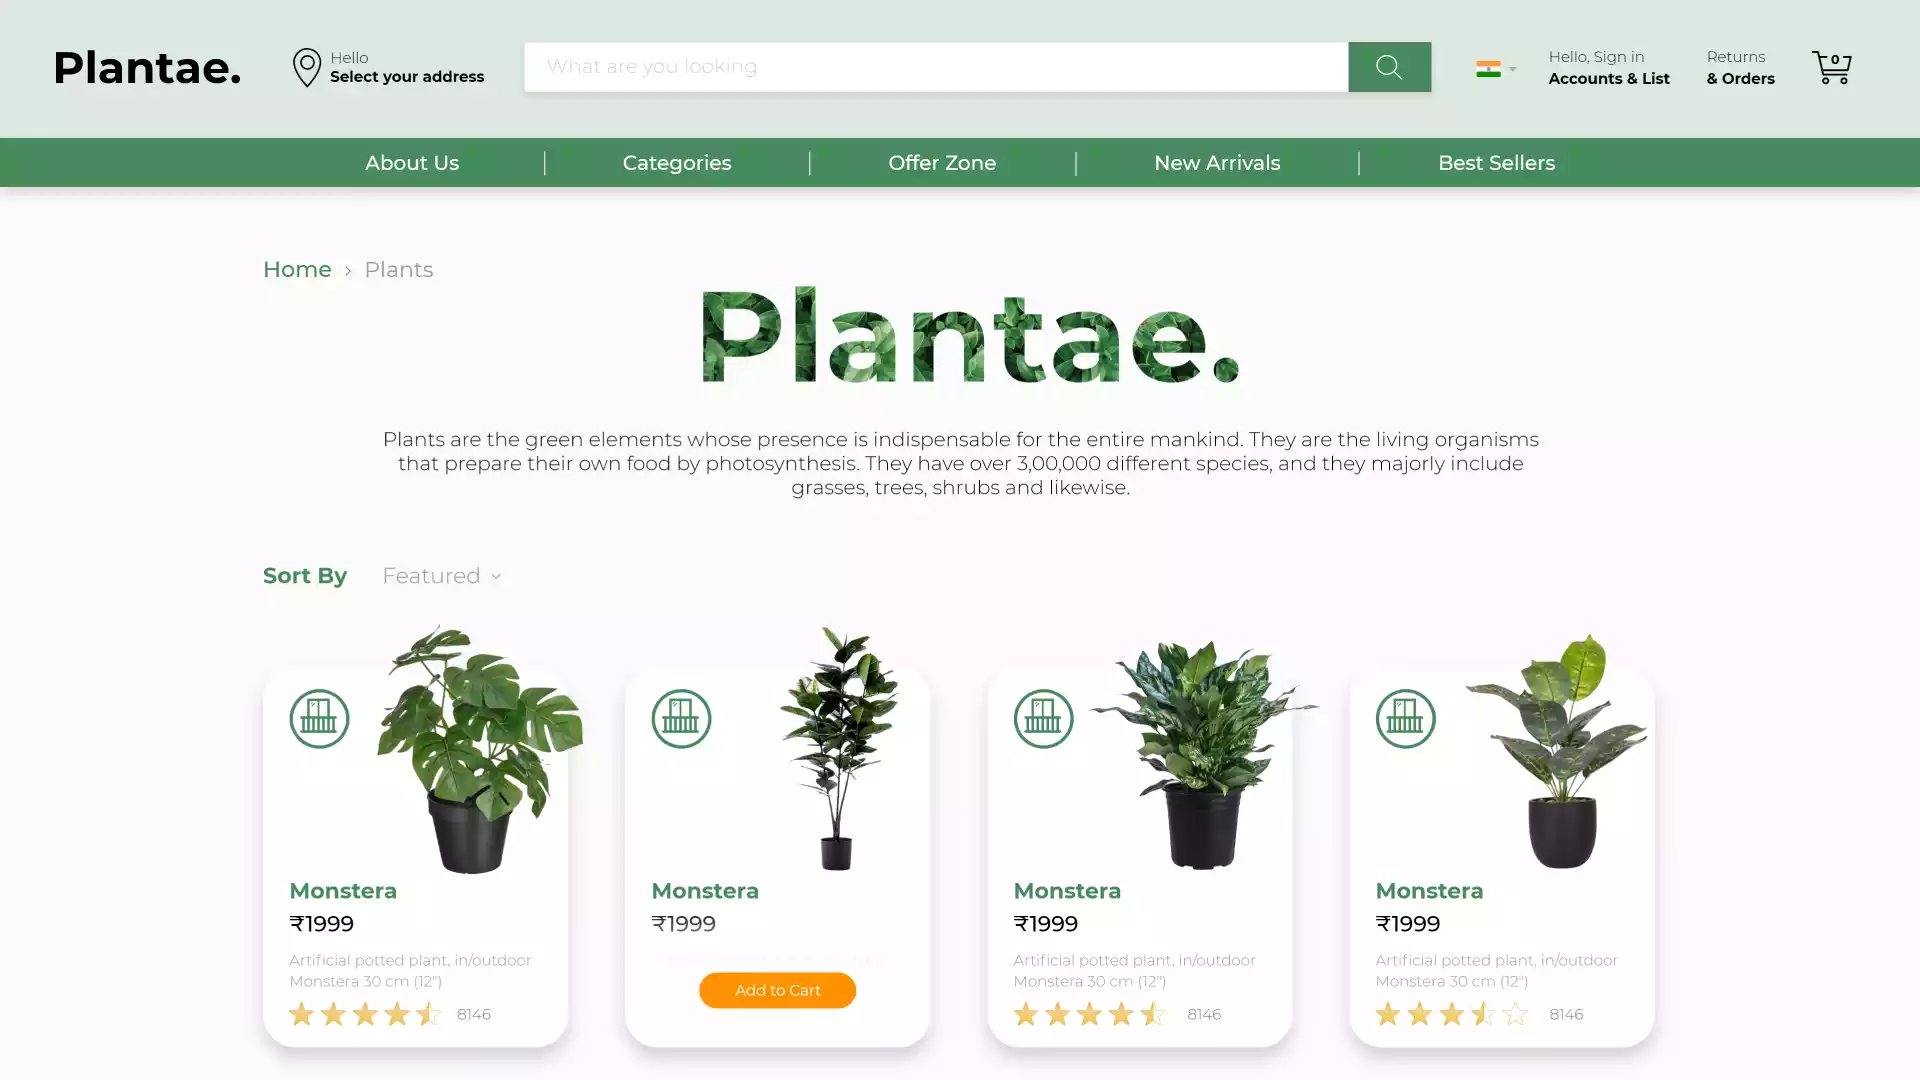 Plantae.
Hello
Select your address
What are you looking
Hello, Sign in
Accounts & List
Returns
& Orders
0
About Us
Categories
Offer Zone
New Arrivals
Best Sellers
Home › Plants
Plantae.
Plants are the green elements whose presence is indispensable for the entire mankind. They are the living organisms
that prepare their own food by photosynthesis. They have over 3,00,000 different species, and they majorly include
grasses, trees, shrubs and likewise.
Sort By Featured
Monstera
₹1999
Artificial potted plant, in/outdoor
Monstera 30 cm (12")
8146
Monstera
₹1999
Add to Cart
Monstera
₹1999
Artificial potted plant, in/outdoor
Monstera 30 cm (12")
8146
Monstera
₹1999
Artificial potted plant, in/outdoor
Monstera 30 cm (12")
8146